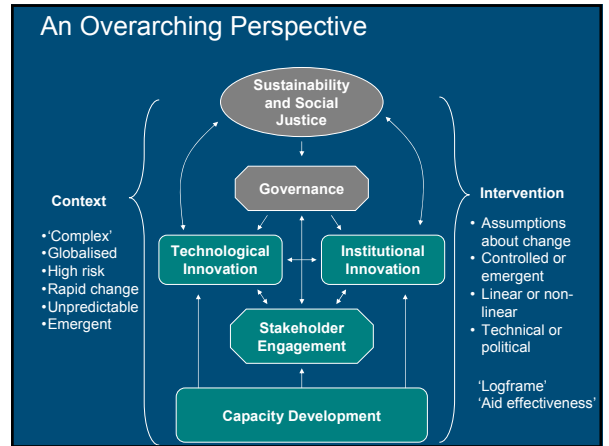 An Overarching Perspective
Sustainability
and Social
Justice
Governance
Context
•'Complex'
•Globalised
•High risk
•Rapid change
•Unpredictable
•Emergent
Technological
Innovation
Institutional
Innovation
Stakeholder
Engagement
Capacity Development
Intervention
• Assumptions
about change
• Controlled or
emergent
• Linear or non-
linear
• Technical or
political
'Logframe'
'Aid effectiveness'